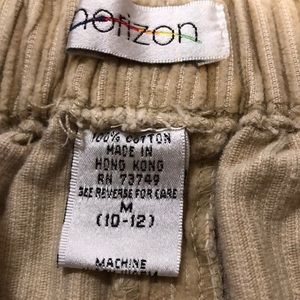 horizon
100% COTTON
MADE IN
HONG KONG
RN 73749
SEE REVERSE FOR CARE
M
(10-12)
MACHINE